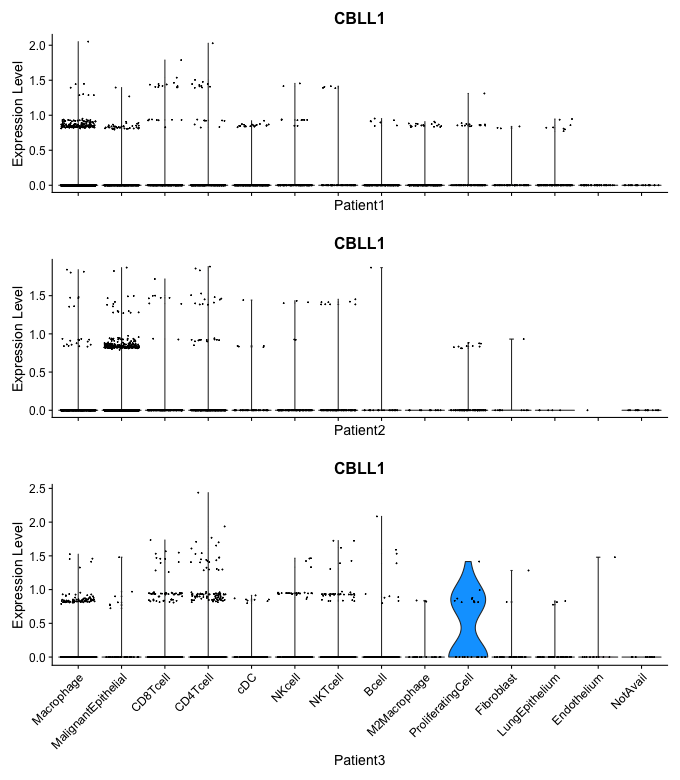 CBLL1
Expression Level
2.0
1.5
1.0
0.5
0.0
Patient1
CBLL1
Expression Level
1.5
1.0
0.5
0.0
Patient2
CBLL1
Expression Level
2.5
2.0
1.5
1.0
0.5
0.0
Macrophage
MalignantEpithelial
CD8Tcell
CD4Tcell
cDC
NKcell
NKTcell
Bcell
M2Macrophage
ProliferatingCell
Fibroblast
LungEpithelium
Endothelium
NotAvail
Patient3